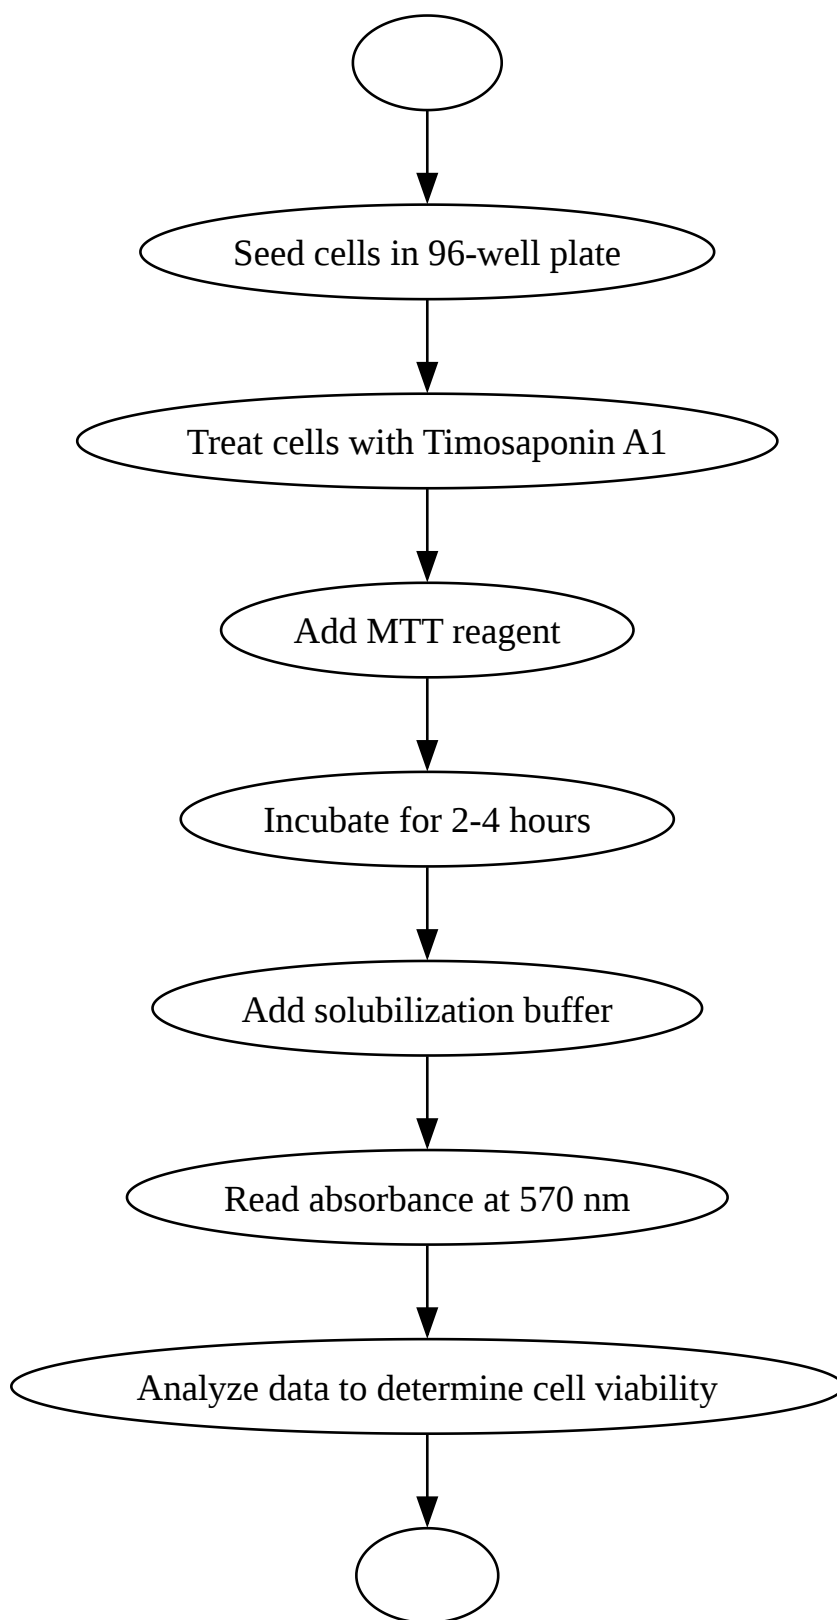 Seed cells in 96-well plate
Treat cells with Timosaponin A1
Add MTT reagent
Incubate for 2-4 hours
Add solubilization buffer
Read absorbance at 570 nm
Analyze data to determine cell viability